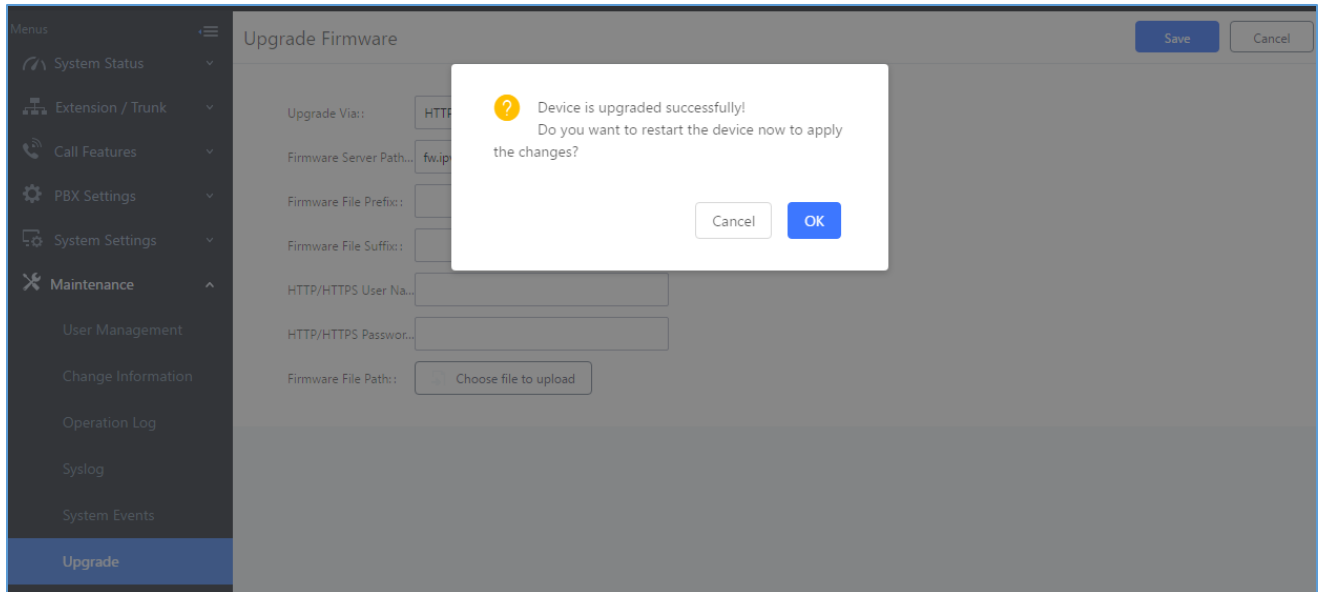 Menus
Upgrade Firmware
Save
Cancel
System Status
Extension / Trunk
Call Features
PBX Settings
System Settings
Maintenance
User Management
Change Information
Operation Log
Syslog
System Events
Upgrade
Upgrade Via::
HTTP
Firmware Server Path...
fw.ip
Firmware File Prefix::
Firmware File Suffix::
HTTP/HTTPS User Na...
HTTP/HTTPS Passwor...
Firmware File Path::
Choose file to upload
Device is upgraded successfully!
Do you want to restart the device now to apply
the changes?
Cancel
OK